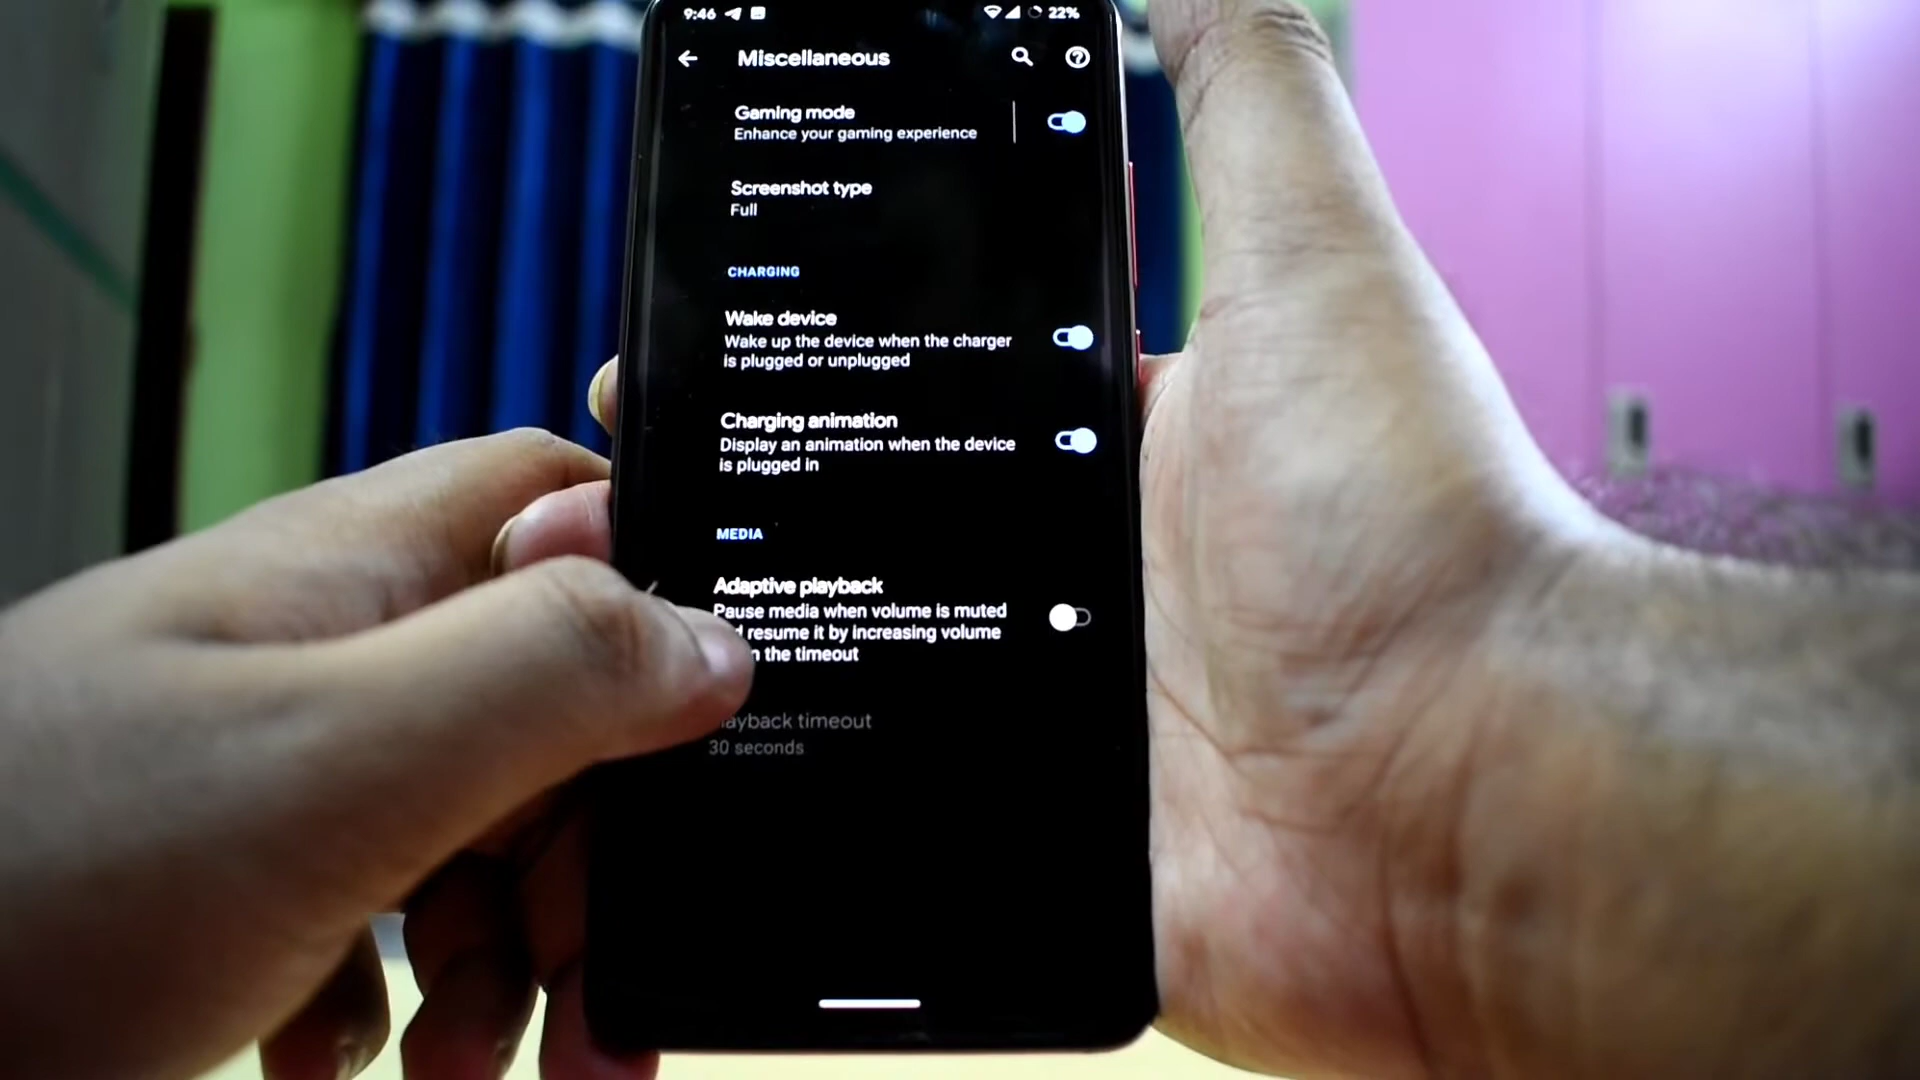 9:46 22%
Miscellaneous
Gaming mode
Enhance your gaming experience
Screenshot type
Full
CHARGING
Wake device
Wake up the device when the charger
is plugged or unplugged
Charging animation
Display an animation when the device
is plugged in
MEDIA
Adaptive playback
Pause media when volume is muted
resume it by increasing volume
the timeout
timeout
30 seconds